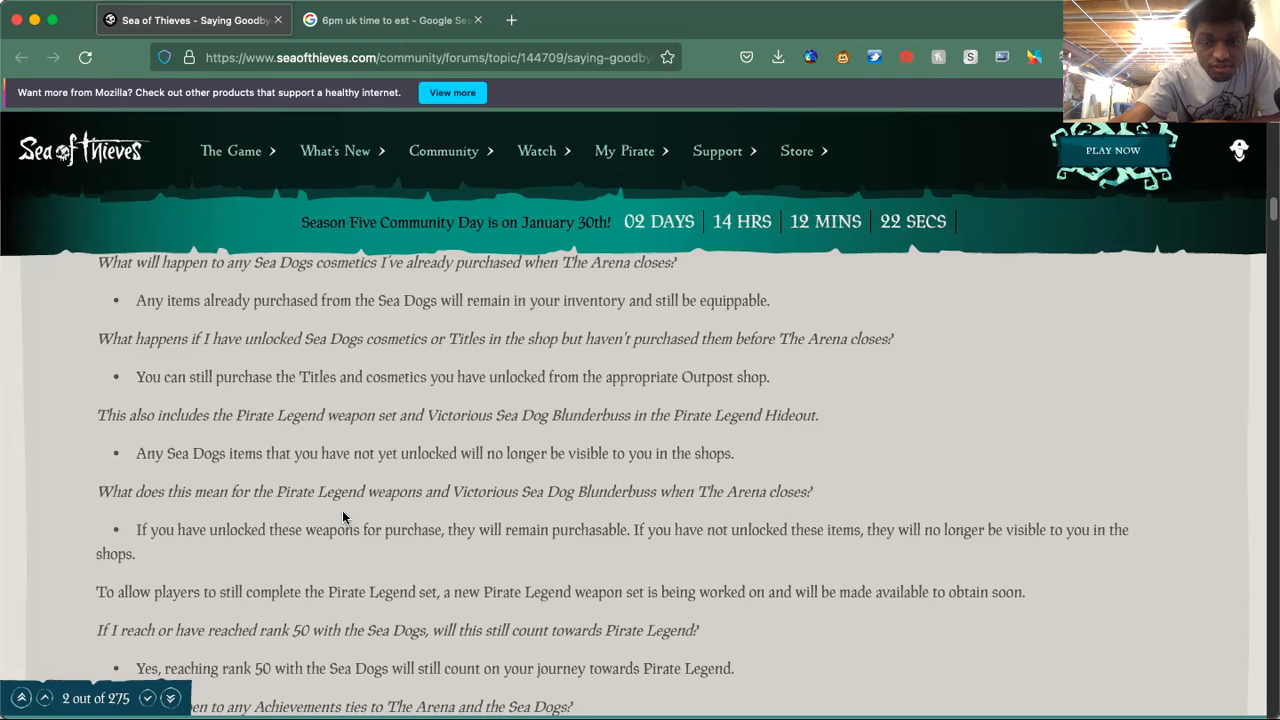 Sea of Thieves - Saying Goodby
6pm uk time to est - Google Se
https://www.seaofthieves.com/community/forums/topic/144709/saying-goodby
Want more from Mozilla? Check out other products that support a healthy internet.
View more
Sea of Thieves
The Game
What's New
Community
Watch
My Pirate
Support
Store
PLAY NOW
Season Five Community Day is on January 30th!
02 DAYS
14 HRS
12 MINS
22 SECS
What will happen to any Sea Dogs cosmetics I've already purchased when The Arena closes?
• Any items already purchased from the Sea Dogs will remain in your inventory and still be equippable.
What happens if I have unlocked Sea Dogs cosmetics or Titles in the shop but haven't purchased them before The Arena closes?
• You can still purchase the Titles and cosmetics you have unlocked from the appropriate Outpost shop.
This also includes the Pirate Legend weapon set and Victorious Sea Dog Blunderbuss in the Pirate Legend Hideout.
• Any Sea Dogs items that you have not yet unlocked will no longer be visible to you in the shops.
What does this mean for the Pirate Legend weapons and Victorious Sea Dog Blunderbuss when The Arena closes?
• If you have unlocked these weapons for purchase, they will remain purchasable. If you have not unlocked these items, they will no longer be visible to you in the
shops.
To allow players to still complete the Pirate Legend set, a new Pirate Legend weapon set is being worked on and will be made available to obtain soon.
If I reach or have reached rank 50 with the Sea Dogs, will this still count towards Pirate Legend?
• Yes, reaching rank 50 with the Sea Dogs will still count on your journey towards Pirate Legend.
2 out of 275
pen to any Achievements ties to The Arena and the Sea Dogs?